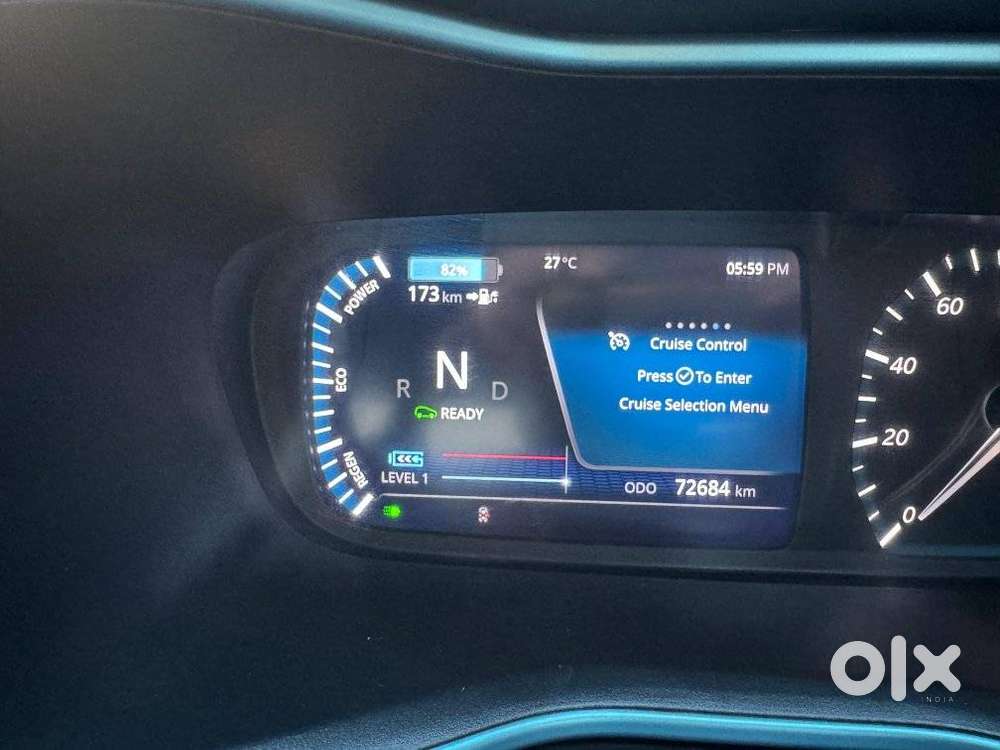 82%
27°C
05:59 PM
173 km
POWER
ECO
REGEN
R N D
READY
LEVEL 1
Cruise Control
Press To Enter
Cruise Selection Menu
ODO 72684 km
60
40
20
0
olx
INDIA